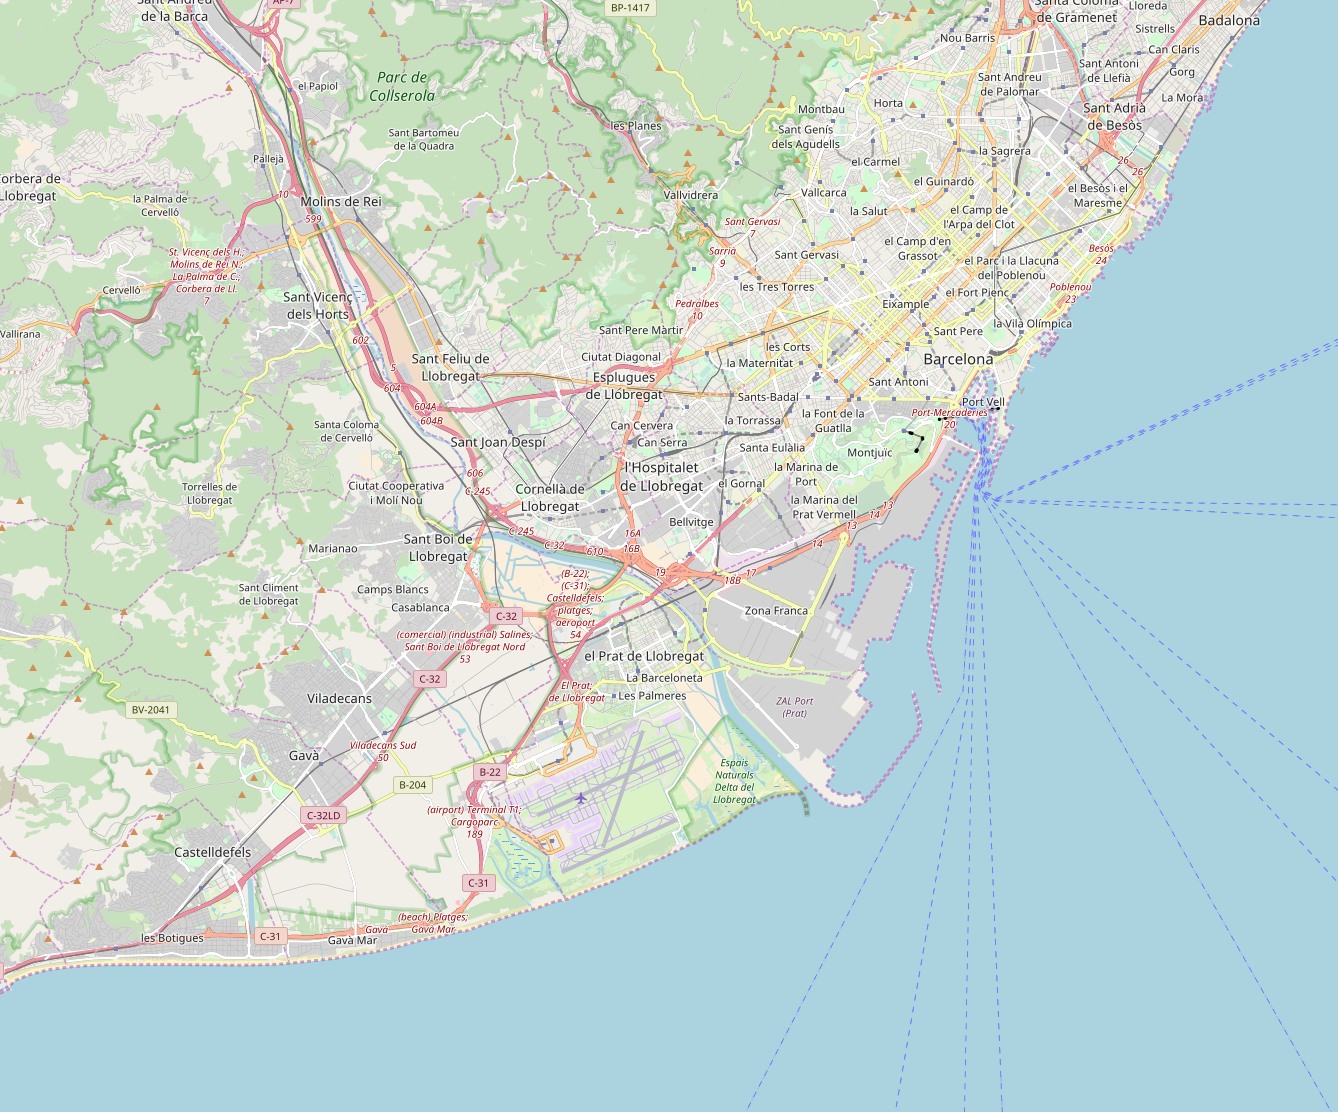 Sant Andreu
de la Barca
AP-7
BP-1417
Santa Coloma
de Gramenet
Lloreda
Badalona
Sistrells
Nou Barris
Can Claris
Sant Antoni
de Llefià
Gorg
Parc de
Collserola
el Papiol
Sant Andreu
de Palomar
La Mora
Montbau
Horta
Sant Adrià
de Besòs
Sant Bartomeu
de la Quadra
les Planes
Sant Genís
dels Agudells
la Sagrera
Pallejà
el Carmel
26
26
Corbera de
Llobregat
la Palma de
Cervelló
10
Molins de Rei
599
Vallvidrera
Vallcarca
el Guinardó
el Besòs i el
Maresme
la Salut
el Camp de
l'Arpa del Clot
Sant Gervasi
7
St. Vicenç dels H.;
Molins de Rei N.;
La Palma de C.;
Corbera de Ll.
7
Sarrià
9
Sant Gervasi
el Camp d'en
Grassot
Besòs
24
el Parc i la Llacuna
del Poblenou
Cervelló
Sant Vicenç
dels Horts
les Tres Torres
Poblenou
23
el Fort Pienc
Pedralbes
10
Eixample
Vallirana
602
Sant Pere Màrtir
Sant Pere
la Vila Olímpica
les Corts
Ciutat Diagonal
la Maternitat
Barcelona
5
Sant Feliu de
Llobregat
Esplugues
de Llobregat
Sant Antoni
604
604A
604B
Sants-Badal
Port Vell
Port-Mercaderies
20
la Font de la
Guatlla
Santa Coloma
de Cervelló
Can Cervera
la Torrassa
Sant Joan Despí
Can Serra
Santa Eulàlia
Montjuïc
606
C 245
l'Hospitalet
de Llobregat
la Marina de
Port
Torrelles de
Llobregat
Ciutat Cooperativa
i Molí Nou
Cornellà de
Llobregat
el Gornal
la Marina del
Prat Vermell
13
14
13
Bellvitge
C 245
16A
Marianao
Sant Boi de
Llobregat
C 32
610
16B
14
19
17
18B
Sant Climent
de Llobregat
Camps Blancs
Casablanca
(B-22);
(C-31);
Castelldefels;
platges;
aeroport
54
C-32
Zona Franca
(comercial) (industrial) Salines;
Sant Boi de Llobregat Nord
53
el Prat de Llobregat
C-32
La Barceloneta
El Prat;
de Llobregat
Les Palmeres
Viladecans
BV-2041
ZAL Port
(Prat)
Viladecans Sud
50
Gavà
B-22
B-204
Espais
Naturals
Delta del
Llobregat
C-32LD
(airport) Terminal T1;
Cargoparc
189
Castelldefels
C-31
(beach) Platges;
Gavà Mar
Gavà
les Botigues
C-31
Gavà Mar